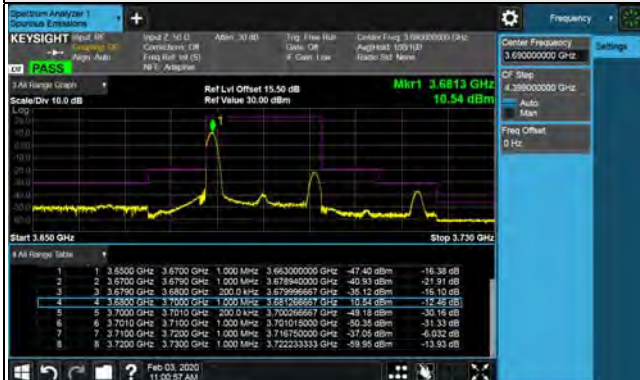 Spectrum Analyzer 1
Spurious Emissions
Frequency
KEYSIGHT
Input: RF
Coupling: DC
Align: Auto
Input Z: 50 Ω
Corrections: Off
Freq Ref: Int (S)
NFE: Adaptive
Atten: 30 dB
Trig: Free Run
Gate: Off
IF Gain: Low
Center Freq: 3.690000000 GHz
Avg|Hold: 100/100
Radio Std: None
PASS
Center Frequency
3.690000000 GHz
Settings
CF Step
4.399000000 GHz
Auto
Man
Freq Offset
0 Hz
3 All Range Graph
Scale/Div 10.0 dB
Ref Lvl Offset 15.50 dB
Ref Value 30.00 dBm
Mkr1 3.6813 GHz
10.54 dBm
Log
1
Start 3.650 GHz
Stop 3.730 GHz
4 All Range Table
1 1 3.6500 GHz 3.6700 GHz 1.000 MHz 3.663000000 GHz -47.40 dBm -16.38 dB
2 2 3.6700 GHz 3.6790 GHz 1.000 MHz 3.678940000 GHz -40.93 dBm -21.91 dB
3 3 3.6790 GHz 3.6800 GHz 200.0 kHz 3.679996667 GHz -35.12 dBm -16.10 dB
4 4 3.6800 GHz 3.7000 GHz 1.000 MHz 3.681266667 GHz 10.54 dBm -12.46 dB
5 5 3.7000 GHz 3.7010 GHz 200.0 kHz 3.700266667 GHz -49.18 dBm -30.16 dB
6 6 3.7010 GHz 3.7100 GHz 1.000 MHz 3.701015000 GHz -50.35 dBm -31.33 dB
7 7 3.7100 GHz 3.7200 GHz 1.000 MHz 3.716750000 GHz -37.05 dBm -6.032 dB
8 8 3.7200 GHz 3.7300 GHz 1.000 MHz 3.722233333 GHz -59.95 dBm -13.93 dB
Feb 03, 2020
11:00:57 AM